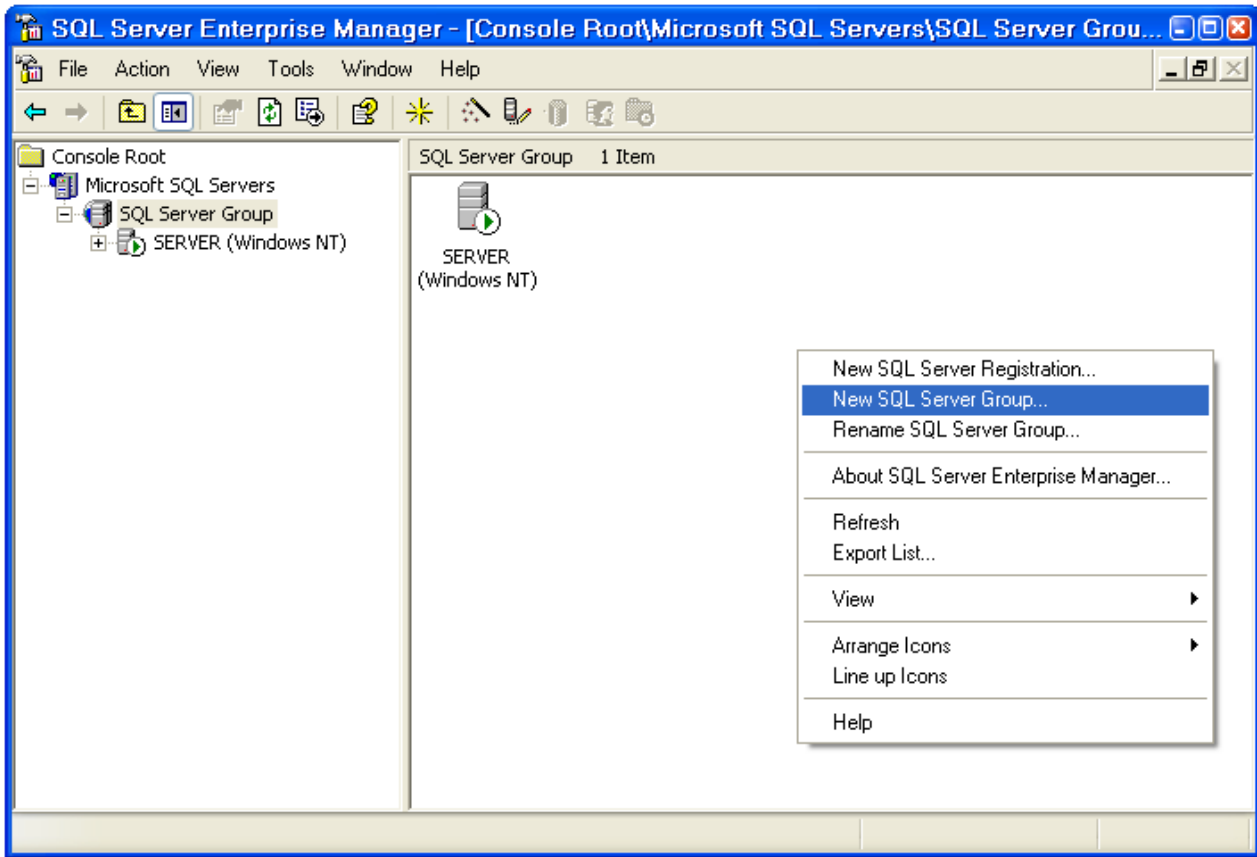 SQL Server Enterprise Manager - [Console Root\Microsoft SQL Servers\SQL Server Grou...
File Action View Tools Window Help
Console Root
Microsoft SQL Servers
SQL Server Group
SERVER (Windows NT)
SQL Server Group 1 Item
SERVER
(Windows NT)
New SQL Server Registration...
New SQL Server Group...
Rename SQL Server Group...
About SQL Server Enterprise Manager...
Refresh
Export List...
View
Arrange Icons
Line up Icons
Help